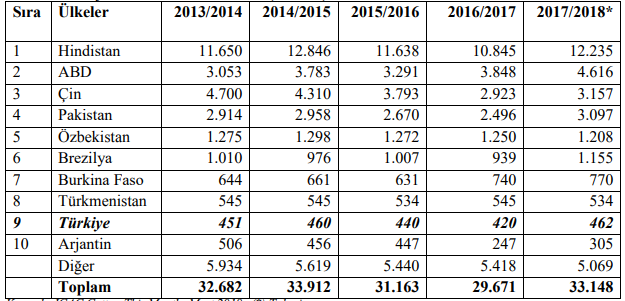 Sıra Ülkeler 2013/2014 2014/2015 2015/2016 2016/2017 2017/2018*
1 Hindistan 11.650 12.846 11.638 10.845 12.235
2 ABD 3.053 3.783 3.291 3.848 4.616
3 Çin 4.700 4.310 3.793 2.923 3.157
4 Pakistan 2.914 2.958 2.670 2.496 3.097
5 Özbekistan 1.275 1.298 1.272 1.250 1.208
6 Brezilya 1.010 976 1.007 939 1.155
7 Burkina Faso 644 661 631 740 770
8 Türkmenistan 545 545 534 545 534
9 Türkiye 451 460 440 420 462
10 Arjantin 506 456 447 247 305
Diğer 5.934 5.619 5.440 5.418 5.069
Toplam 32.682 33.912 31.163 29.671 33.148